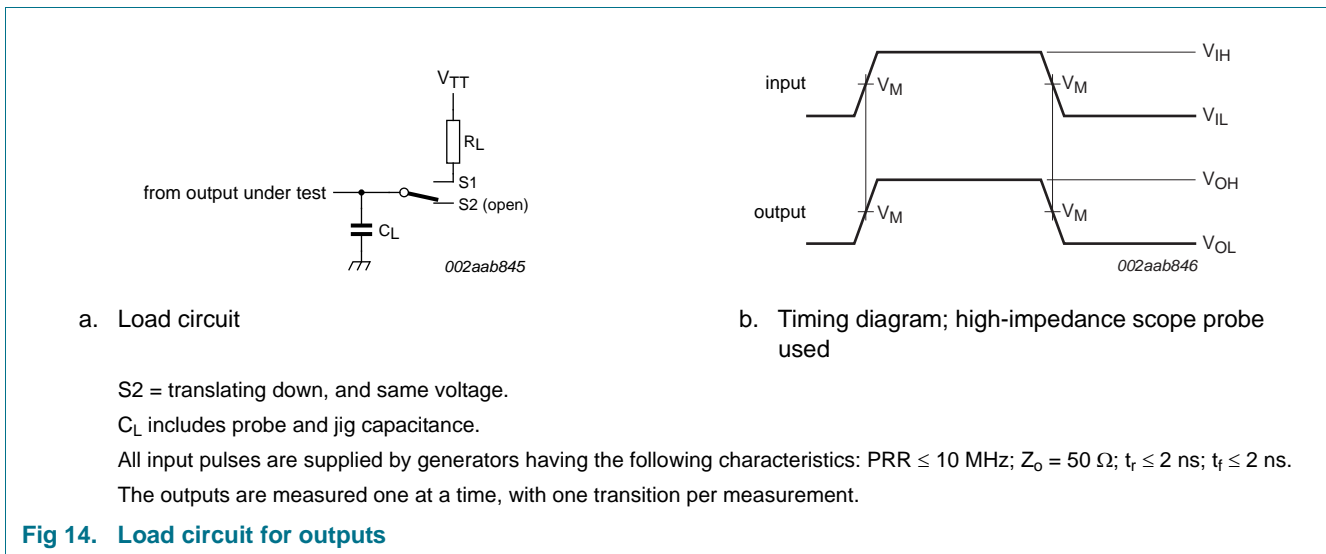 V_TT
R_L
S1
from output under test
S2 (open)
C_L
002aab845
V_IH
input
V_M
V_M
V_IL
V_OH
output
V_M
V_M
V_OL
002aab846
a. Load circuit
b. Timing diagram; high-impedance scope probe
used
S2 = translating down, and same voltage.
C_L includes probe and jig capacitance.
All input pulses are supplied by generators having the following characteristics: PRR ≤ 10 MHz; Z_o = 50 Ω; t_r ≤ 2 ns; t_f ≤ 2 ns.
The outputs are measured one at a time, with one transition per measurement.
Fig 14. Load circuit for outputs